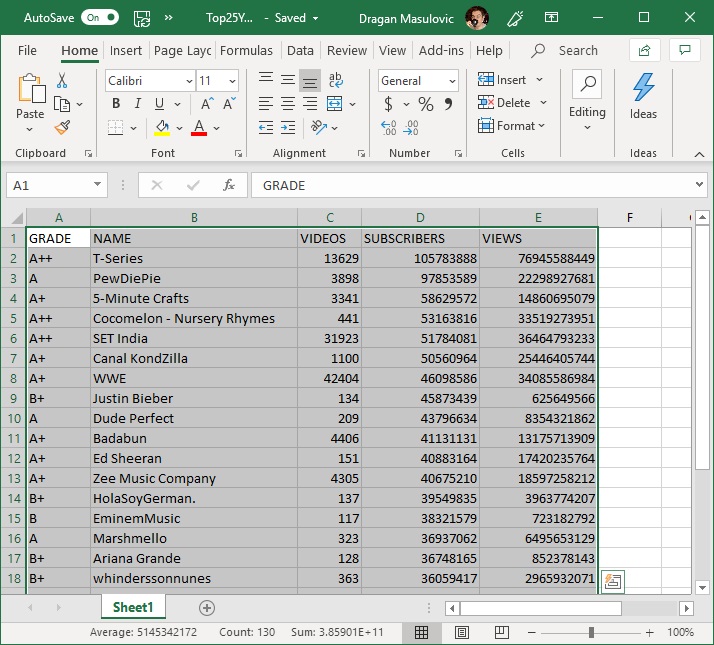 AutoSave On » Top25Y... - Saved Dragan Masulovic
File Home Insert Page Layc Formulas Data Review View Add-ins Help Search
Calibri 11 ab c General Insert
Paste B I U A A $ % 9 Delete Editing Ideas
A .00 .00 Format
Clipboard Font Alignment Number Cells Ideas
A1 fx GRADE
A B C D E F
1 GRADE NAME VIDEOS SUBSCRIBERS VIEWS
2 A++ T-Series 13629 105783888 76945588449
3 A PewDiePie 3898 97853589 22298927681
4 A+ 5-Minute Crafts 3341 58629572 14860695079
5 A++ Cocomelon - Nursery Rhymes 441 53163816 33519273951
6 A++ SET India 31923 51784081 36464793233
7 A+ Canal KondZilla 1100 50560964 25446405744
8 A+ WWE 42404 46098586 34085586984
9 B+ Justin Bieber 134 45873439 625649566
10 A Dude Perfect 209 43796634 8354321862
11 A+ Badabun 4406 41131131 13175713909
12 A+ Ed Sheeran 151 40883164 17420235764
13 A+ Zee Music Company 4305 40675210 18597258212
14 B+ HolaSoyGerman. 137 39549835 3963774207
15 B EminemMusic 117 38321579 723182792
16 A Marshmello 323 36937062 6495653129
17 B+ Ariana Grande 128 36748165 852378143
18 B+ whinderssonnunes 363 36059417 2965932071
Sheet1
Average: 5145342172 Count: 130 Sum: 3.85901E+11 100%